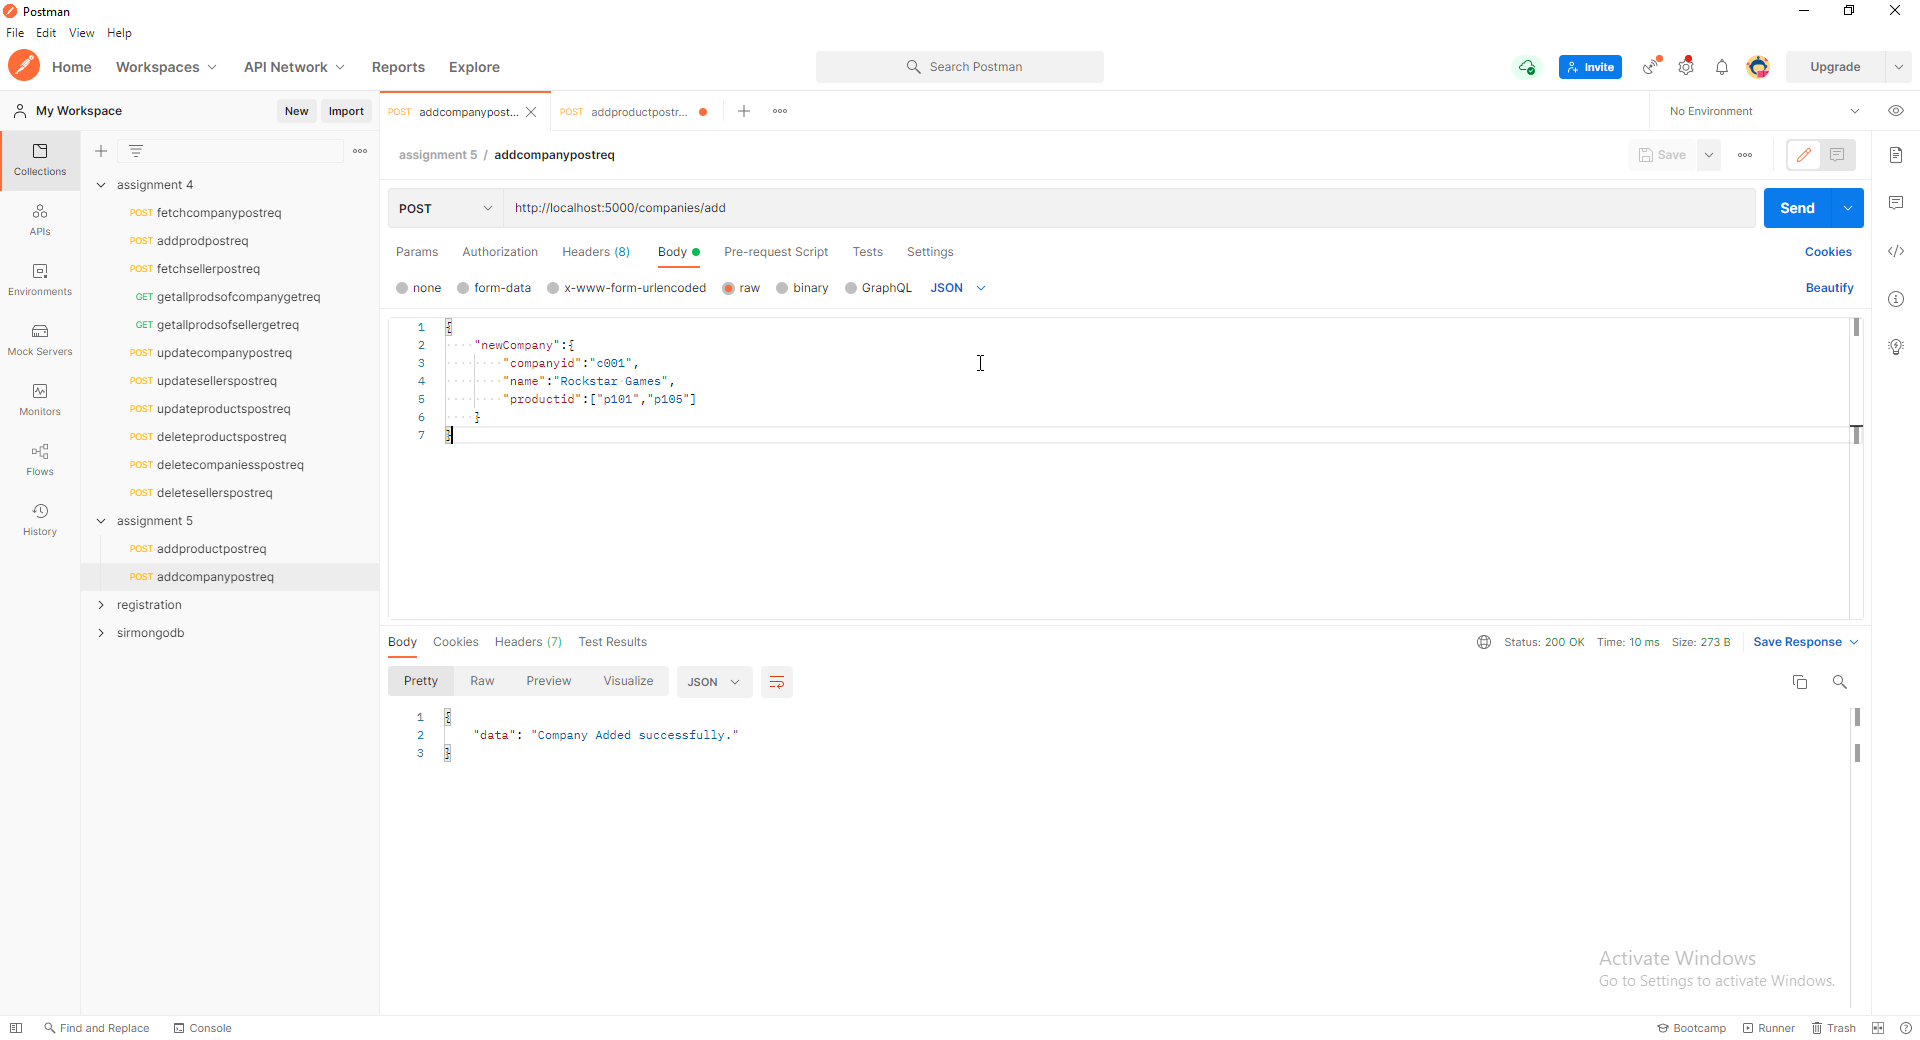 Postman
File Edit View Help
Home Workspaces API Network Reports Explore Search Postman Invite Upgrade
My Workspace New Import POST addcompanypost... POST addproductpostr... No Environment
Collections
APIs
Environments
Mock Servers
Monitors
Flows
History
assignment 4
POST fetchcompanypostreq
POST addprodpostreq
POST fetchsellerpostreq
GET getallprodsofcompanygetreq
GET getallprodsofsellergetreq
POST updatecompanypostreq
POST updatesellerspostreq
POST updateproductspostreq
POST deleteproductspostreq
POST deletecompaniesspostreq
POST deletesellerspostreq
assignment 5
POST addproductpostreq
POST addcompanypostreq
registration
sirmongodb
assignment 5 / addcompanypostreq Save
POST http://localhost:5000/companies/add Send
Params Authorization Headers (8) Body Pre-request Script Tests Settings Cookies
none form-data x-www-form-urlencoded raw binary GraphQL JSON Beautify
1 {
2 "newCompany":{
3 "companyid":"c001",
4 "name":"Rockstar Games",
5 "productid":["p101","p105"]
6 }
7 }
Body Cookies Headers (7) Test Results Status: 200 OK Time: 10 ms Size: 273 B Save Response
Pretty Raw Preview Visualize JSON
1 {
2 "data": "Company Added successfully."
3 }
Activate Windows
Go to Settings to activate Windows.
Find and Replace Console Bootcamp Runner Trash